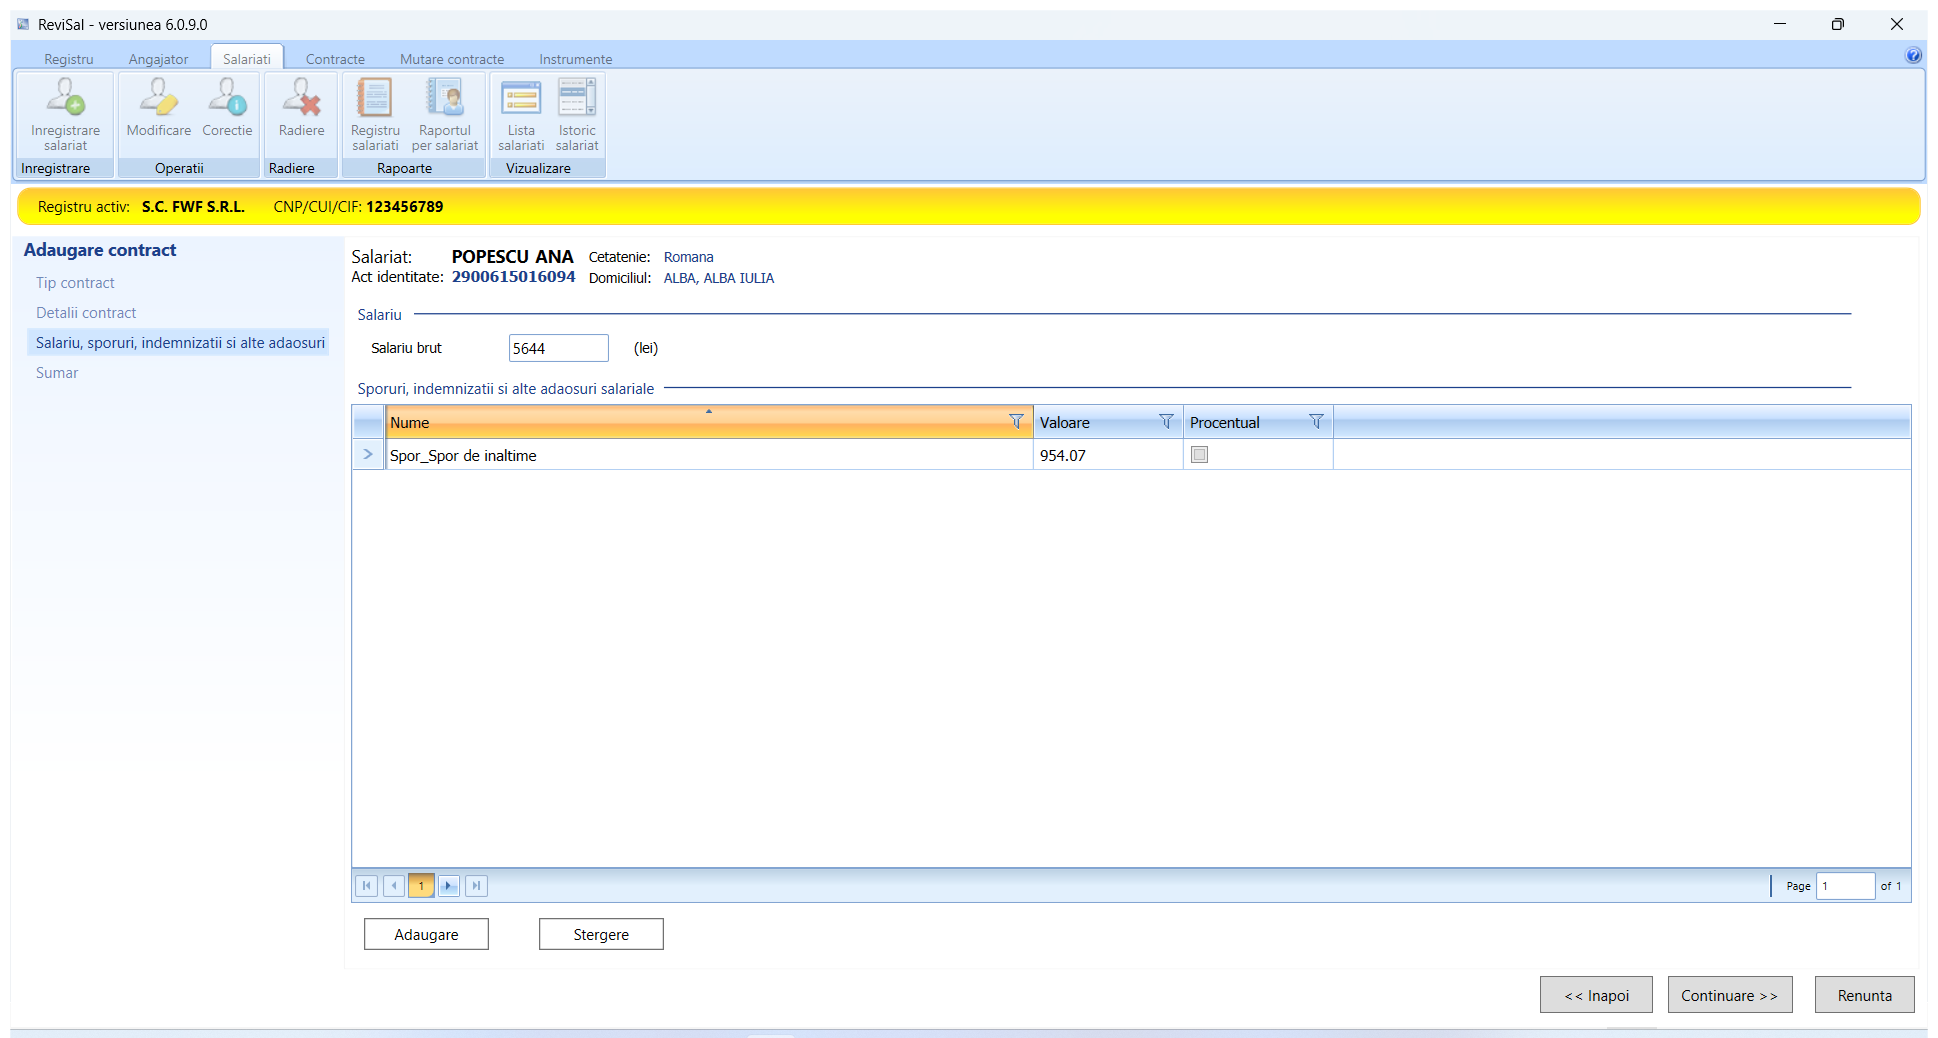 ReviSal - versiunea 6.0.9.0
Registru Angajator Salariati Contracte Mutare contracte Instrumente
Inregistrare salariat Modificare Corectie Radiere Registru salariati Raportul per salariat Lista salariati Istoric salariat
Inregistrare Operatii Radiere Rapoarte Vizualizare
Registru activ: S.C. FWF S.R.L. CNP/CUI/CIF: 123456789
Adaugare contract
Tip contract
Detalii contract
Salariu, sporuri, indemnizatii si alte adaosuri
Sumar
Salariat: POPESCU ANA Cetatenie: Romana
Act identitate: 2900615016094 Domiciliul: ALBA, ALBA IULIA
Salariu
Salariu brut 5644 (lei)
Sporuri, indemnizatii si alte adaosuri salariale
Nume Valoare Procentual
Spor_Spor de inaltime 954.07
1 Page 1 of 1
Adaugare Stergere
<< Inapoi Continuare >> Renunta